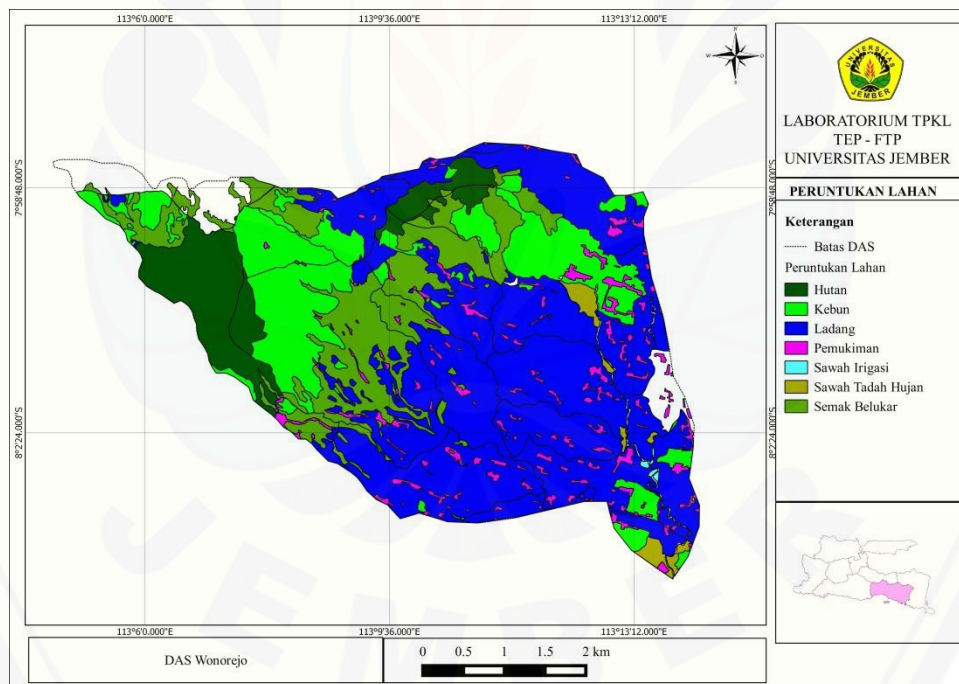 113°6'0.000"E
113°9'36.000"E
113°13'12.000"E
7°58'48.000"S
7°58'48.000"S
8°2'24.000"S
8°2'24.000"S
113°6'0.000"E
113°9'36.000"E
113°13'12.000"E
UNIVERSITAS
JEMBER
LABORATORIUM TPKL
TEP - FTP
UNIVERSITAS JEMBER
PERUNTUKAN LAHAN
Keterangan
Batas DAS
Peruntukan Lahan
Hutan
Kebun
Ladang
Pemukiman
Sawah Irigasi
Sawah Tadah Hujan
Semak Belukar
DAS Wonorejo
0 0.5 1 1.5 2 km
JEMBER